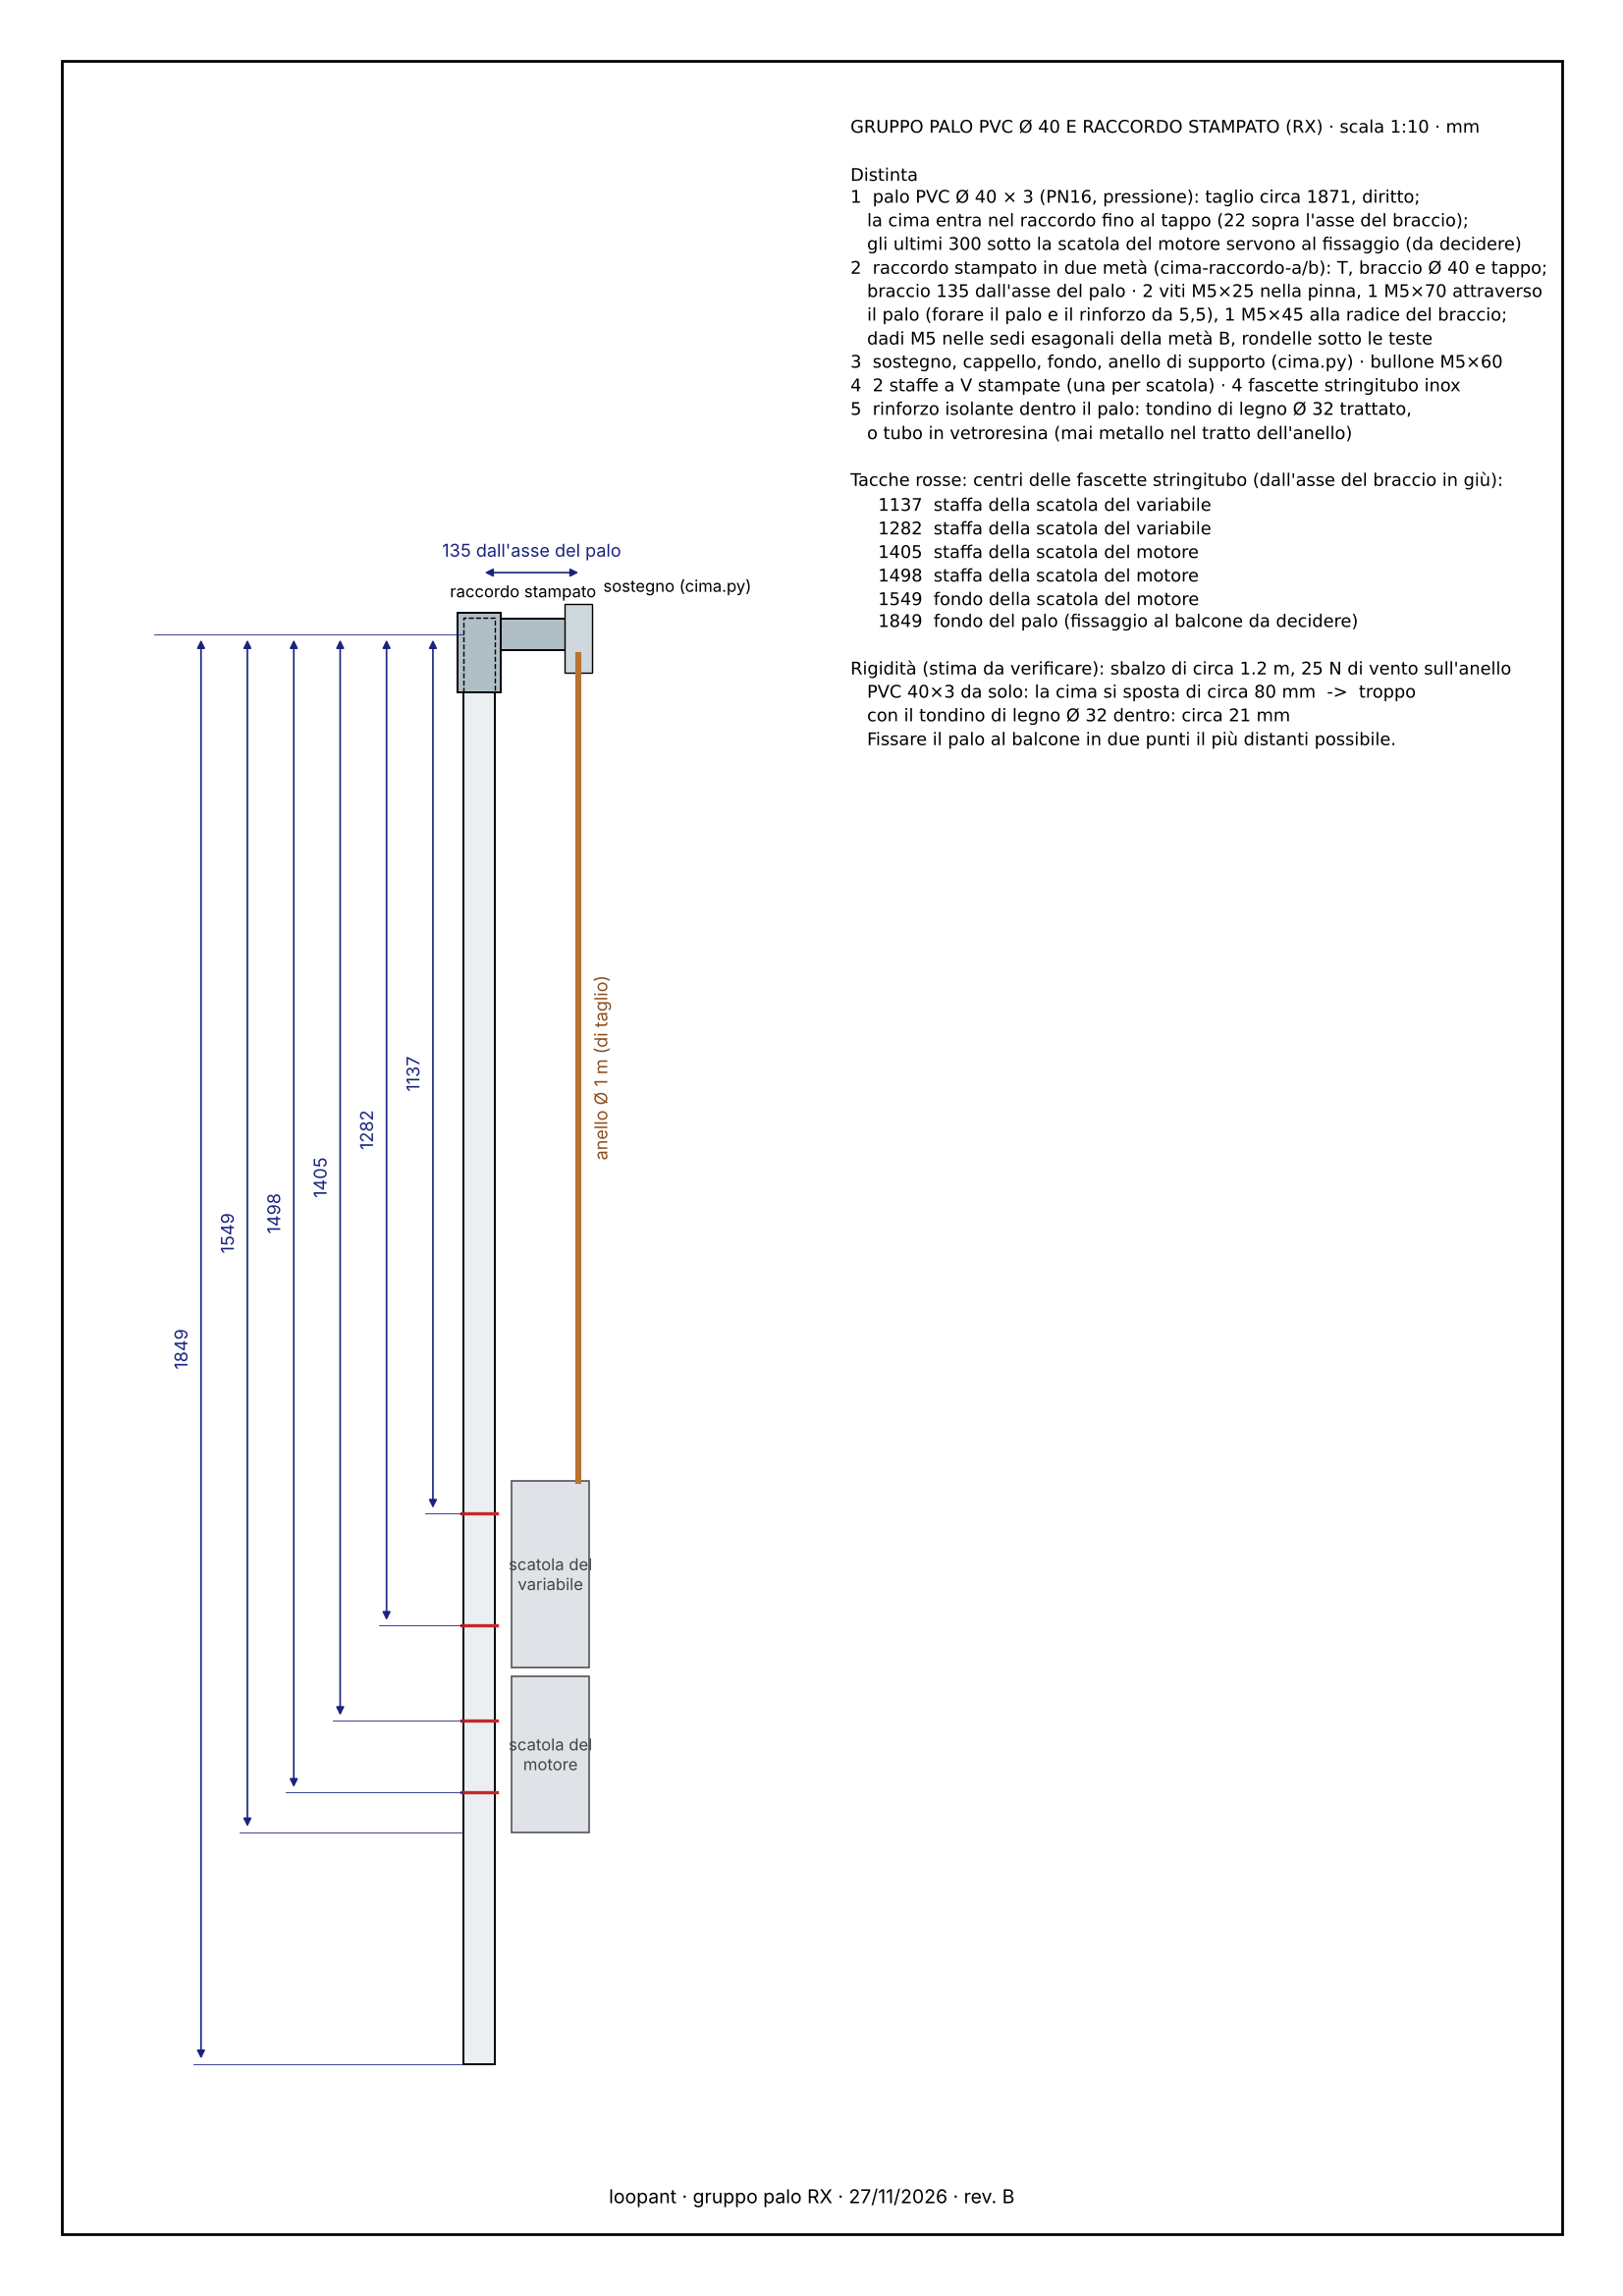 GRUPPO PALO PVC Ø 40 E RACCORDO STAMPATO (RX) · scala 1:10 · mm
Distinta
1 palo PVC Ø 40 × 3 (PN16, pressione): taglio circa 1871, diritto;
la cima entra nel raccordo fino al tappo (22 sopra l'asse del braccio);
gli ultimi 300 sotto la scatola del motore servono al fissaggio (da decidere)
2 raccordo stampato in due metà (cima-raccordo-a/b): T, braccio Ø 40 e tappo;
braccio 135 dall'asse del palo · 2 viti M5×25 nella pinna, 1 M5×70 attraverso
il palo (forare il palo e il rinforzo da 5,5), 1 M5×45 alla radice del braccio;
dadi M5 nelle sedi esagonali della metà B, rondelle sotto le teste
3 sostegno, cappello, fondo, anello di supporto (cima.py) · bullone M5×60
4 2 staffe a V stampate (una per scatola) · 4 fascette stringitubo inox
5 rinforzo isolante dentro il palo: tondino di legno Ø 32 trattato,
o tubo in vetroresina (mai metallo nel tratto dell'anello)
Tacche rosse: centri delle fascette stringitubo (dall'asse del braccio in giù):
1137 staffa della scatola del variabile
1282 staffa della scatola del variabile
1405 staffa della scatola del motore
1498 staffa della scatola del motore
1549 fondo della scatola del motore
1849 fondo del palo (fissaggio al balcone da decidere)
Rigidità (stima da verificare): sbalzo di circa 1.2 m, 25 N di vento sull'anello
PVC 40×3 da solo: la cima si sposta di circa 80 mm -> troppo
con il tondino di legno Ø 32 dentro: circa 21 mm
Fissare il palo al balcone in due punti il più distanti possibile.
135 dall'asse del palo
raccordo stampato
sostegno (cima.py)
anello Ø 1 m (di taglio)
1137
1282
1405
1498
1549
1849
scatola del
variabile
scatola del
motore
loopant · gruppo palo RX · 27/11/2026 · rev. B